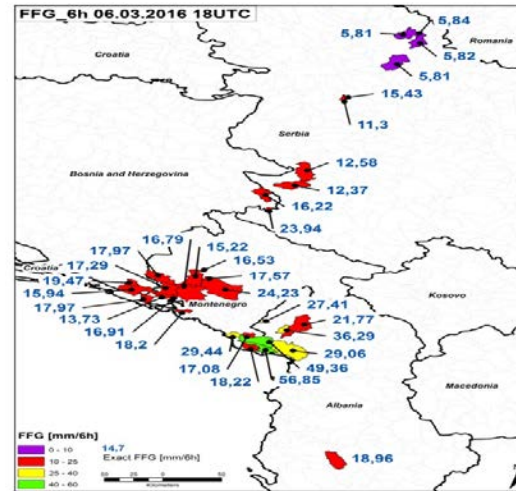 FFG_6h 06.03.2016 18UTC
5,84
5,81
Romania
Croatia
5,82
5,81
15,43
11,3
Serbia
12,58
Bosnia and Herzegovina
12,37
16,22
23,94
16,79
15,22
17,97
16,53
Croatia
17,29
17,57
19,47
24,23
Kosovo
15,94
Montenegro
27,41
17,97
21,77
13,73
36,29
16,91
18,2
29,06
29,44
49,36
17,08
Macedonia
18,22
56,85
Albania
FFG [mm/6h]
14,7
0 - 10
Exact FFG [mm/6h]
10 - 25
25 - 40
18,96
40 - 60
Kilometers